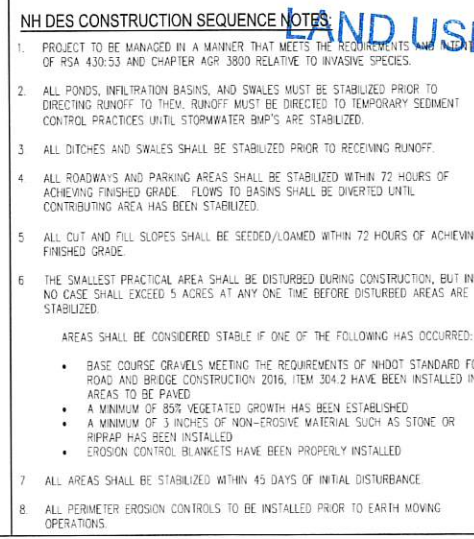 NH DES CONSTRUCTION SEQUENCE NOTES:
LAND US
1. PROJECT TO BE MANAGED IN A MANNER THAT MEETS THE REQUIREMENTS AND INTENT
OF RSA 430:53 AND CHAPTER AGR 3800 RELATIVE TO INVASIVE SPECIES.
2. ALL PONDS, INFILTRATION BASINS, AND SWALES MUST BE STABILIZED PRIOR TO
DIRECTING RUNOFF TO THEM. RUNOFF MUST BE DIRECTED TO TEMPORARY SEDIMENT
CONTROL PRACTICES UNTIL STORMWATER BMP'S ARE STABILIZED.
3 ALL DITCHES AND SWALES SHALL BE STABILIZED PRIOR TO RECEIVING RUNOFF.
4. ALL ROADWAYS AND PARKING AREAS SHALL BE STABILIZED WITHIN 72 HOURS OF
ACHIEVING FINISHED GRADE. FLOWS TO BASINS SHALL BE DIVERTED UNTIL
CONTRIBUTING AREA HAS BEEN STABILIZED.
5 ALL CUT AND FILL SLOPES SHALL BE SEEDED/LOAMED WITHIN 72 HOURS OF ACHIEVIN
FINISHED GRADE.
6 THE SMALLEST PRACTICAL AREA SHALL BE DISTURBED DURING CONSTRUCTION, BUT IN
NO CASE SHALL EXCEED 5 ACRES AT ANY ONE TIME BEFORE DISTURBED AREAS ARE
STABILIZED.
AREAS SHALL BE CONSIDERED STABLE IF ONE OF THE FOLLOWING HAS OCCURRED:
• BASE COURSE GRAVELS MEETING THE REQUIREMENTS OF NHDOT STANDARD FO
ROAD AND BRIDGE CONSTRUCTION 2016, ITEM 304.2 HAVE BEEN INSTALLED IN
AREAS TO BE PAVED
• A MINIMUM OF 85% VEGETATED GROWTH HAS BEEN ESTABLISHED
• A MINIMUM OF 3 INCHES OF NON-EROSIVE MATERIAL SUCH AS STONE OR
RIPRAP HAS BEEN INSTALLED
• EROSION CONTROL BLANKETS HAVE BEEN PROPERLY INSTALLED
7 ALL AREAS SHALL BE STABILIZED WITHIN 45 DAYS OF INITIAL DISTURBANCE.
8. ALL PERIMETER EROSION CONTROLS TO BE INSTALLED PRIOR TO EARTH MOVING
OPERATIONS.